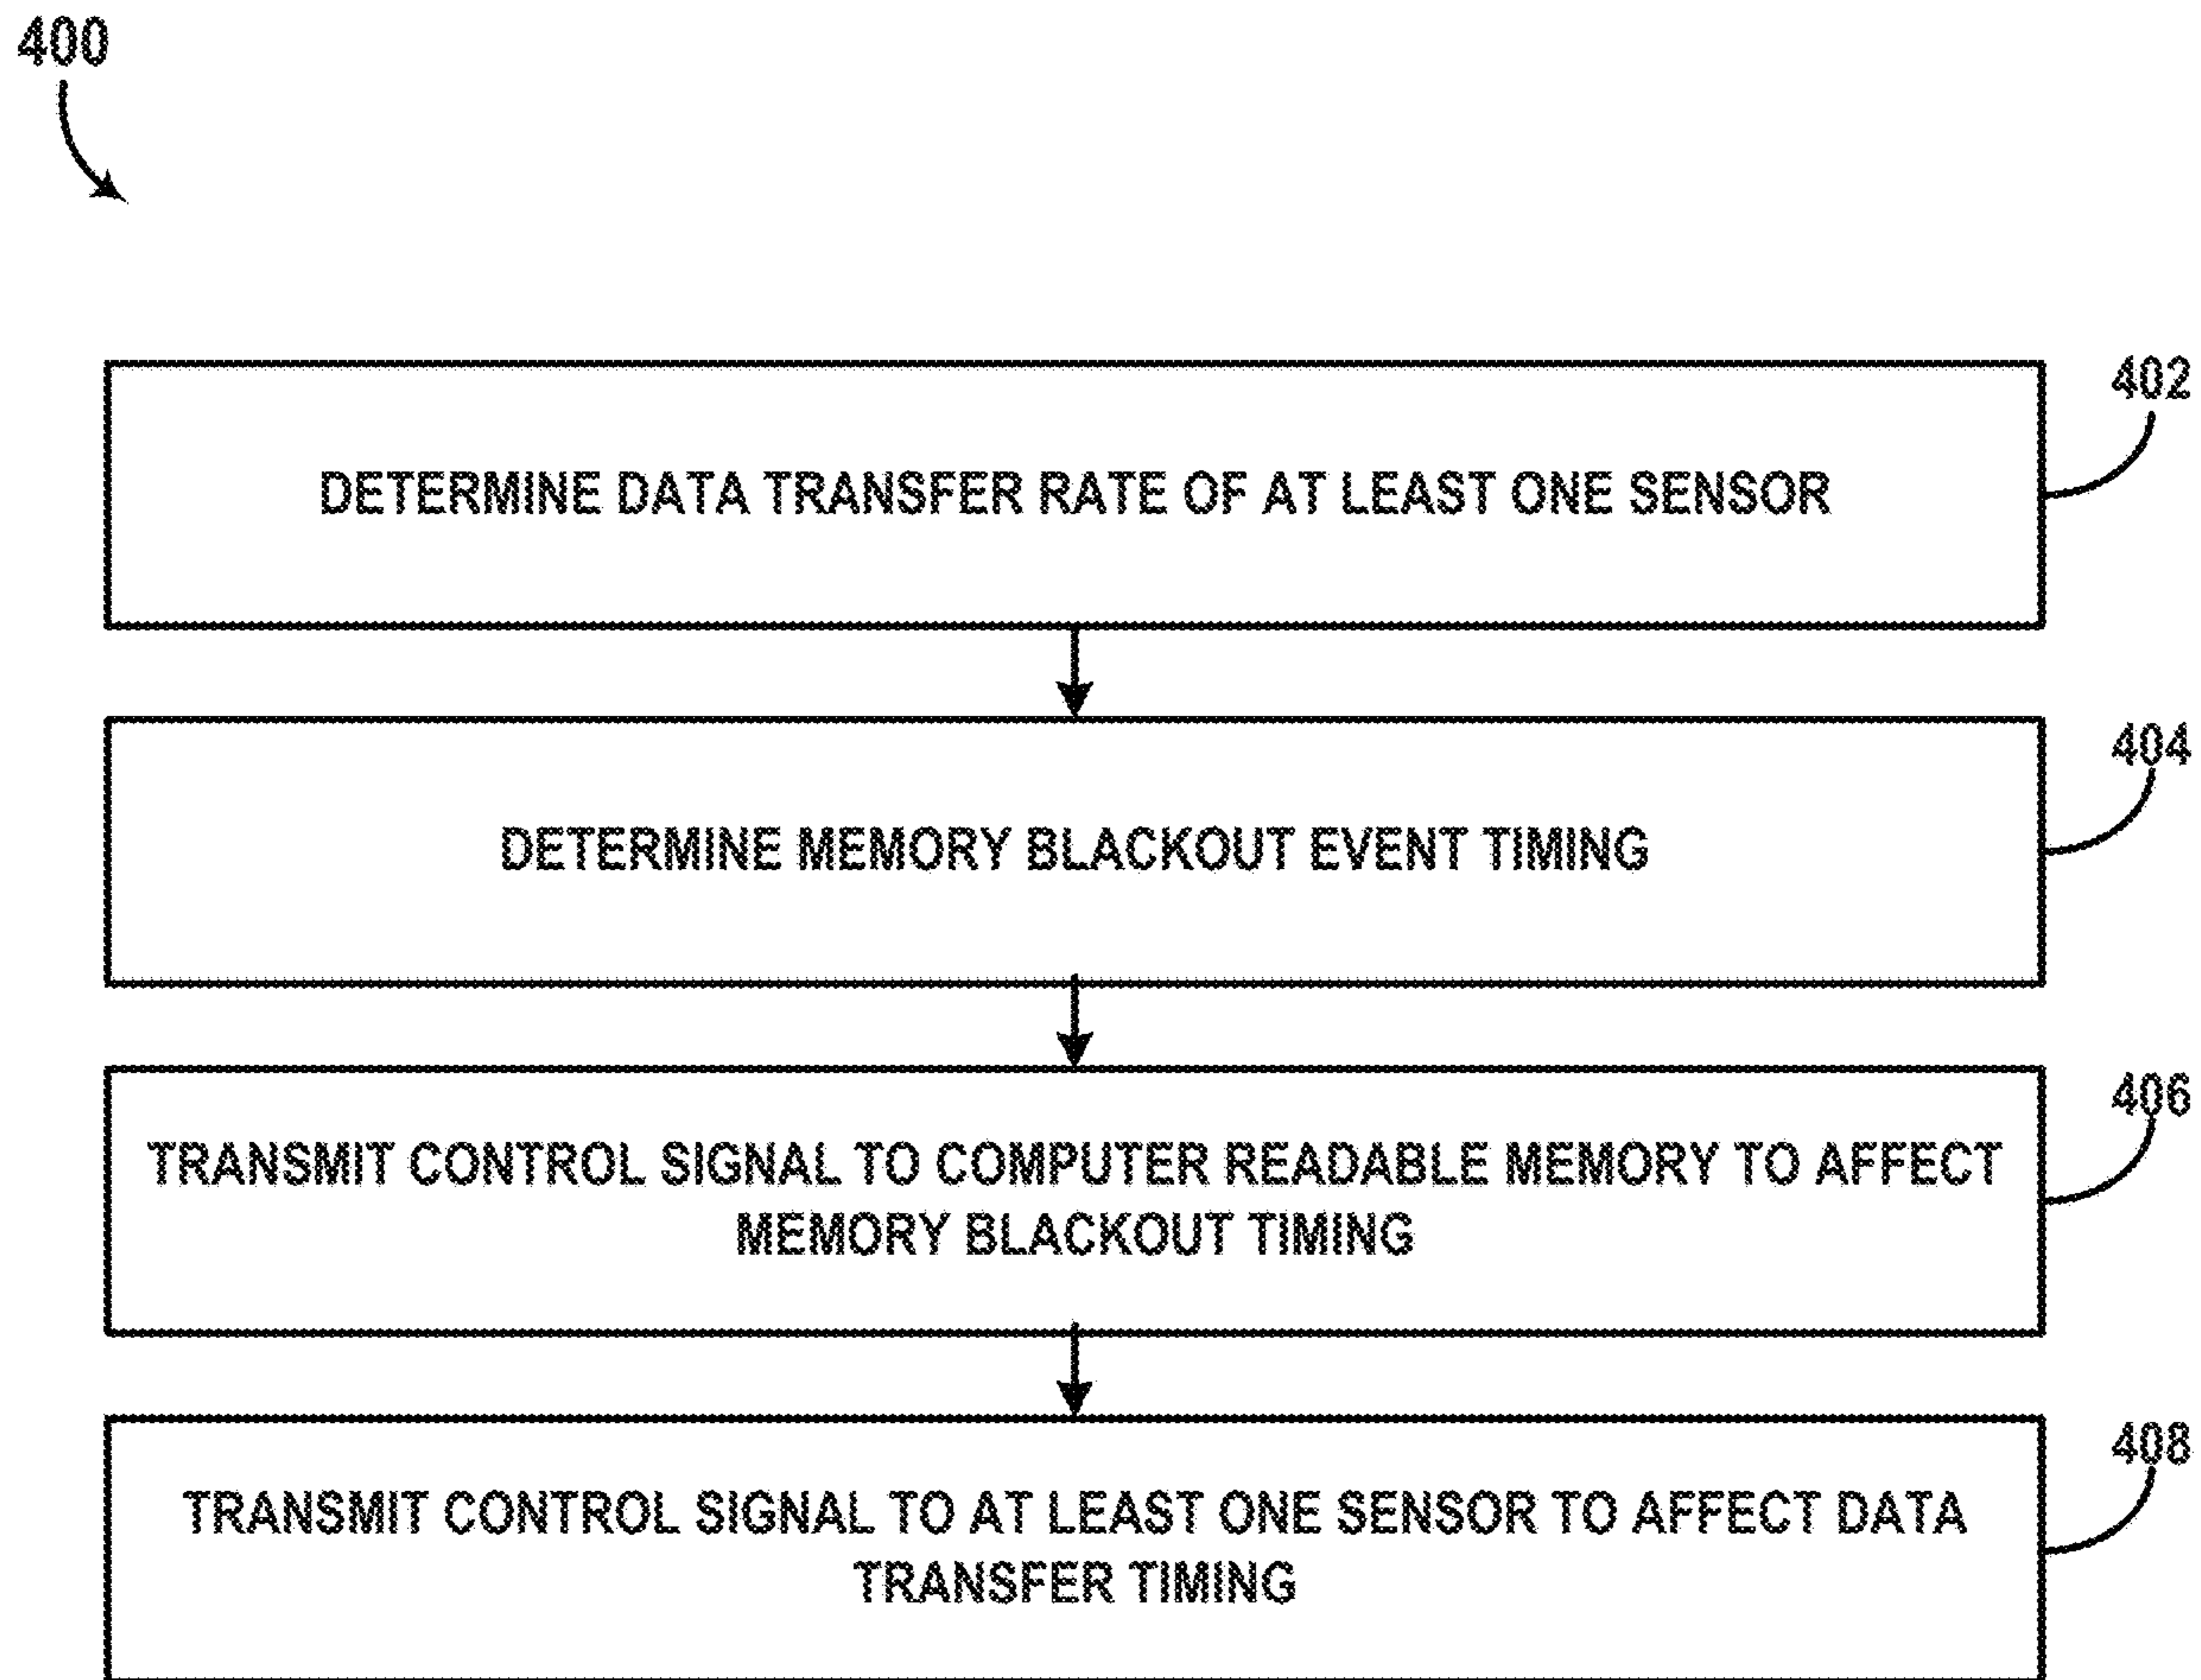 400
402
DETERMINE DATA TRANSFER RATE OF AT LEAST ONE SENSOR
404
DETERMINE MEMORY BLACKOUT EVENT TIMING
406
TRANSMIT CONTROL SIGNAL TO COMPUTER READABLE MEMORY TO AFFECT
MEMORY BLACKOUT TIMING
408
TRANSMIT CONTROL SIGNAL TO AT LEAST ONE SENSOR TO AFFECT DATA
TRANSFER TIMING